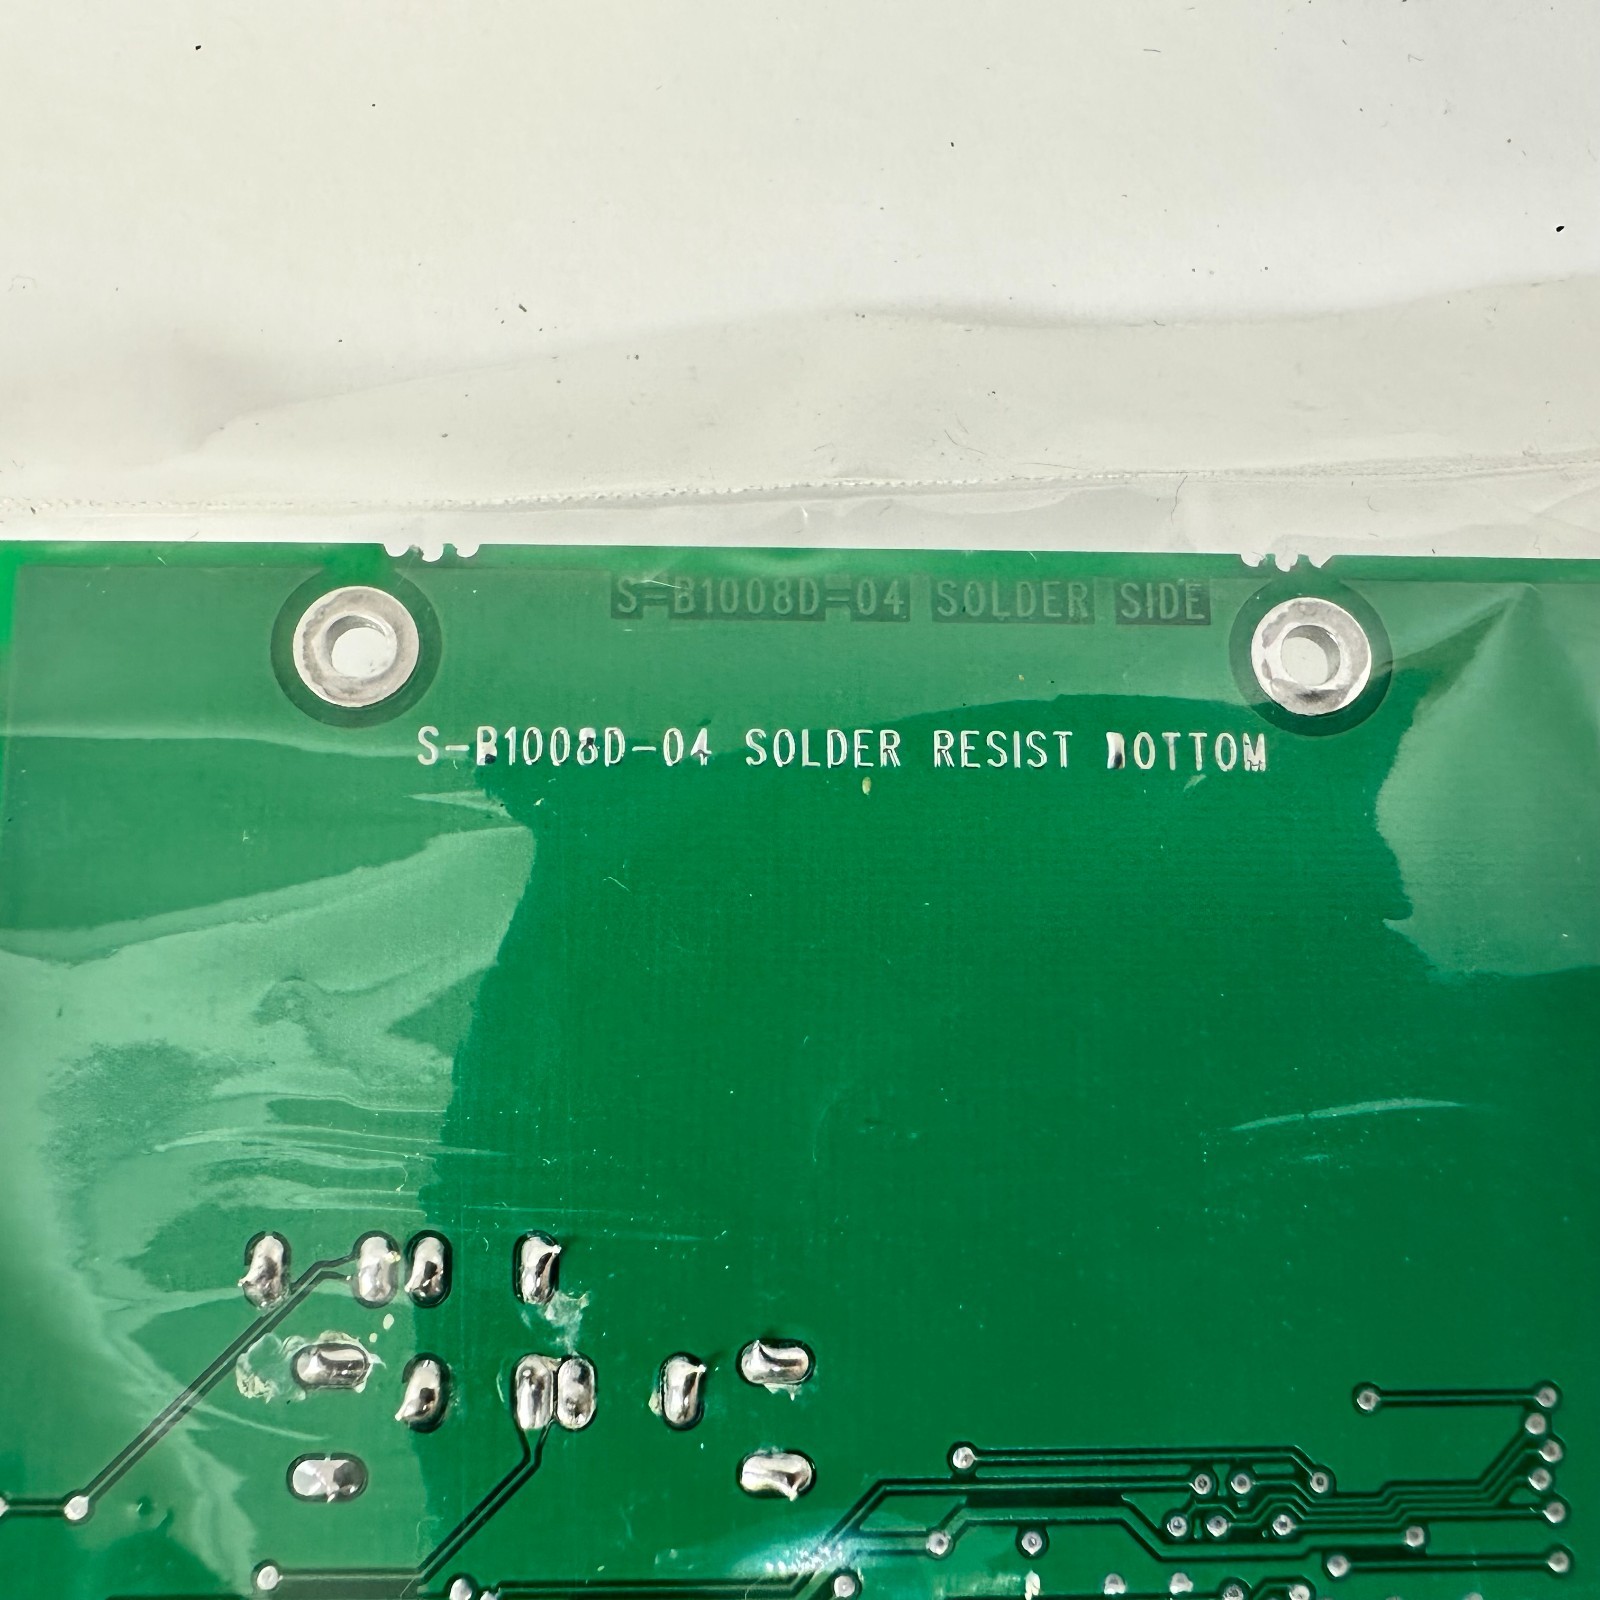 S-B1008D-04 SOLDER SIDE
S-B1008D-04 SOLDER RESIST BOTTOM